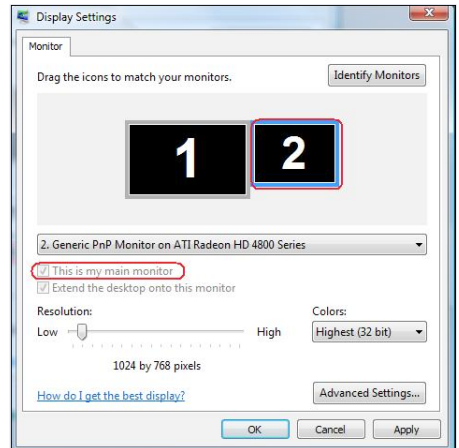 Display Settings
Monitor
Drag the icons to match your monitors.
Identify Monitors
1
2
2. Generic PnP Monitor on ATI Radeon HD 4800 Series
This is my main monitor
Extend the desktop onto this monitor
Resolution:
Colors:
Low
High
Highest (32 bit)
1024 by 768 pixels
How do I get the best display?
Advanced Settings...
OK
Cancel
Apply